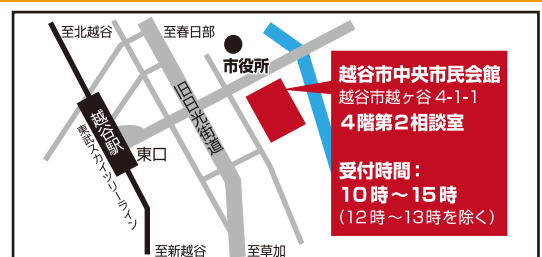 至北越谷
至春日部
市役所
越谷駅
東武スカイツリーライン
東口
旧日光街道
至新越谷
至草加
越谷市中央市民会館
越谷市越ヶ谷 4-1-1
4階第2相談室
受付時間：
10時～15時
(12時～13時を除く)